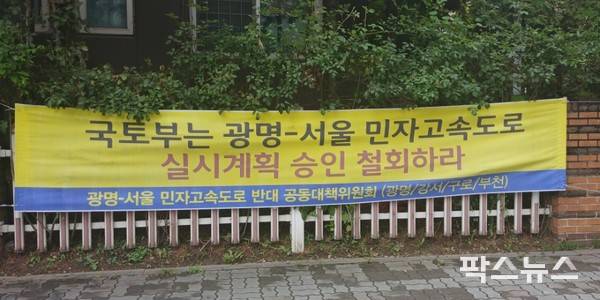 국토부는 광명-서울 민자고속도로
실시계획 승인 철회하라
광명-서울 민자고속도로 반대 공동대책위원회 (광명/강서/구로/부천)
팍스뉴스